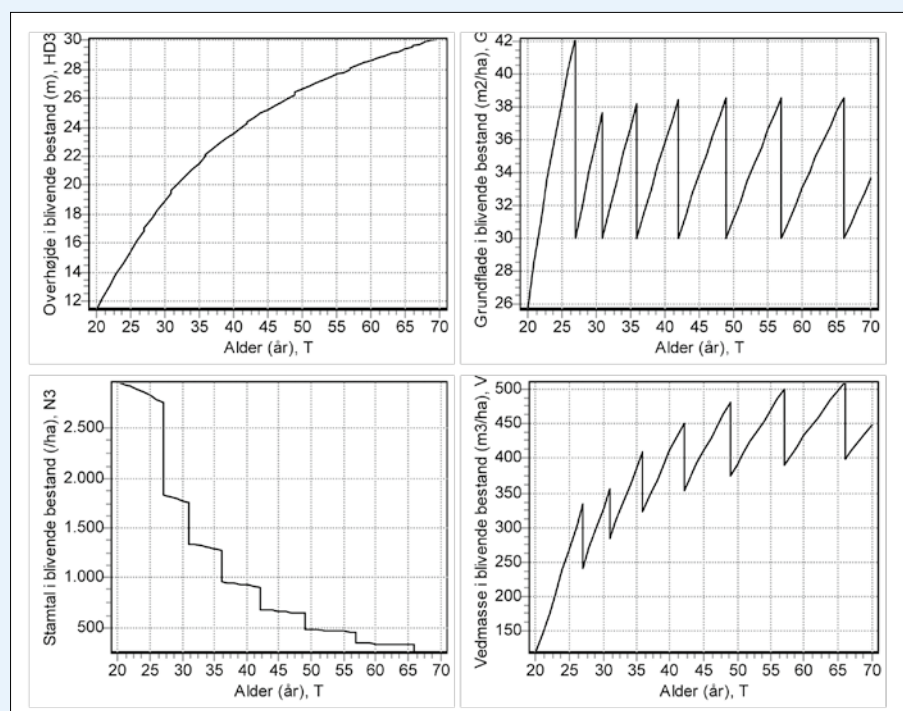 Overhøjde i blivende bestand (m), HD3
30
28
26
24
22
20
18
16
14
12
20 25 30 35 40 45 50 55 60 65 70
Alder (år), T
Grundflade i blivende bestand (m2/ha), G
42
40
38
36
34
32
30
28
26
20 25 30 35 40 45 50 55 60 65 70
Alder (år), T
Stamtal i blivende bestand (/ha), N3
2.500
2.000
1.500
1.000
500
20 25 30 35 40 45 50 55 60 65 70
Alder (år), T
Vedmasse i blivende bestand (m3/ha), V
500
450
400
350
300
250
200
150
20 25 30 35 40 45 50 55 60 65 70
Alder (år), T